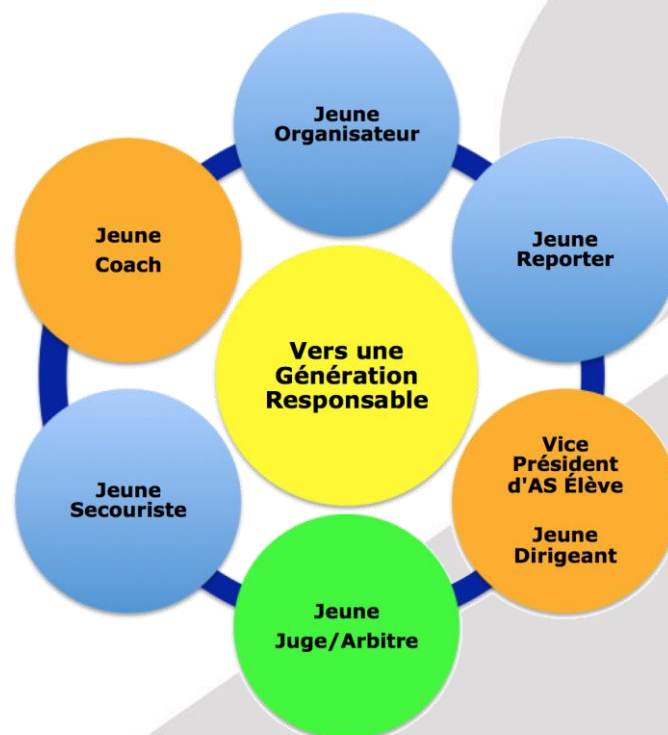 Jeune
Organisateur
Jeune
Reporter
Jeune
Coach
Vers une
Génération
Responsable
Vice
Président
d'AS Élève
Jeune
Dirigeant
Jeune
Secouriste
Jeune
Juge/Arbitre